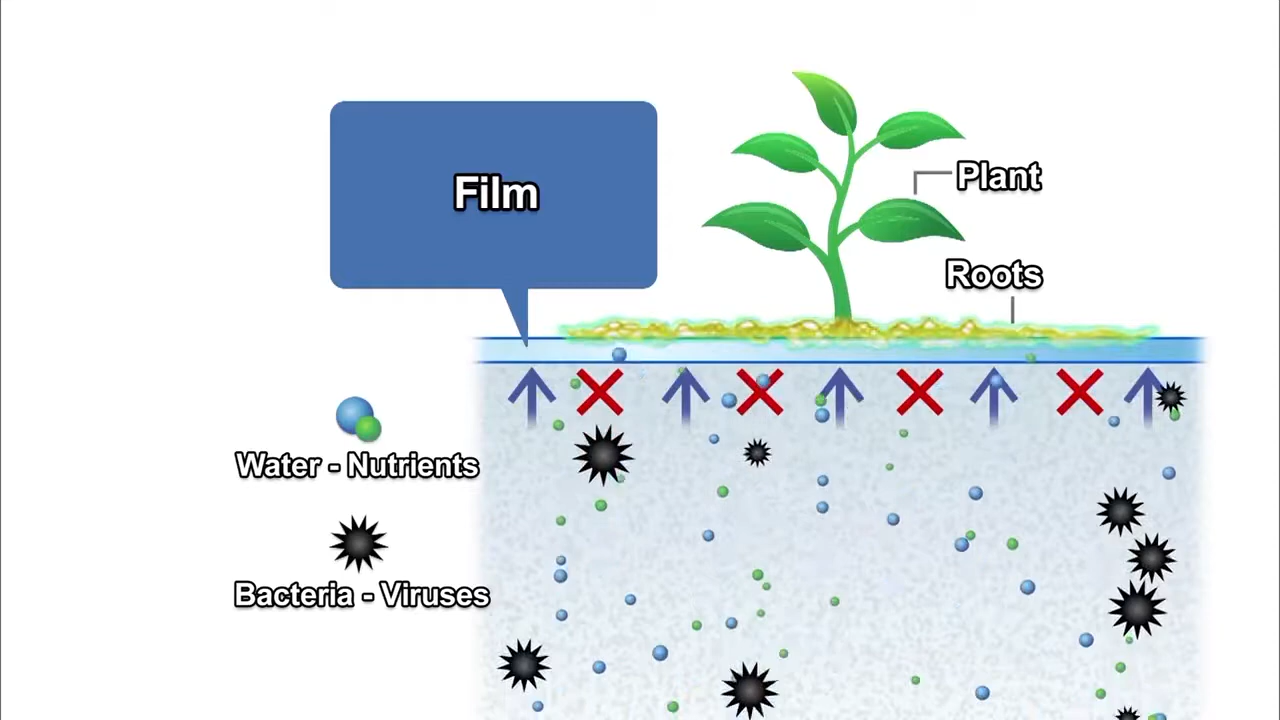 Film
Plant
Roots
Water - Nutrients
Bacteria - Viruses